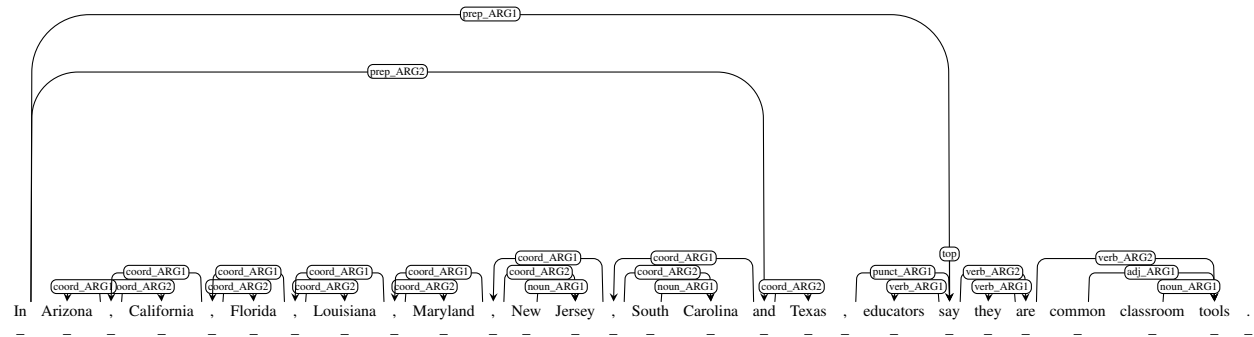 prep_ARG1
prep_ARG2
top
coord_ARG1 coord_ARG1 verb_ARG2
coord_ARG1 coord_ARG1 coord_ARG1 coord_ARG1 coord_ARG2 coord_ARG2 punct_ARG1 verb_ARG2 adj_ARG1
coord_ARG1 coord_ARG2 coord_ARG2 coord_ARG2 coord_ARG2 noun_ARG1 noun_ARG1 coord_ARG2 verb_ARG1 verb_ARG1 noun_ARG1
In Arizona , California , Florida , Louisiana , Maryland , New Jersey , South Carolina and Texas , educators say they are common classroom tools .
_ _ _ _ _ _ _ _ _ _ _ _ _ _ _ _ _ _ _ _ _ _ _ _ _ _